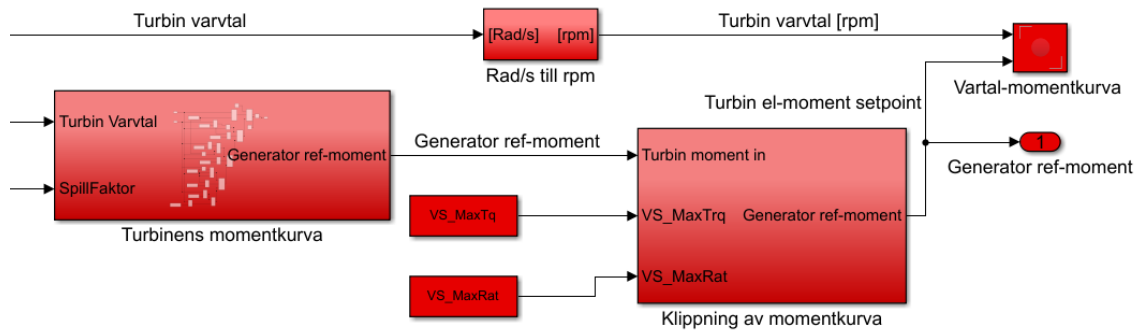 Turbin varvtal
[Rad/s] [rpm]
Turbin varvtal [rpm]
Rad/s till rpm
Vartal-momentkurva
Turbin el-moment setpoint
Turbin Varvtal
Generator ref-moment
SpillFaktor
Turbinens momentkurva
Generator ref-moment
Turbin moment in
VS_MaxTq
VS_MaxTrq
Generator ref-moment
VS_MaxRat
VS_MaxRat
Klippning av momentkurva
1
Generator ref-moment